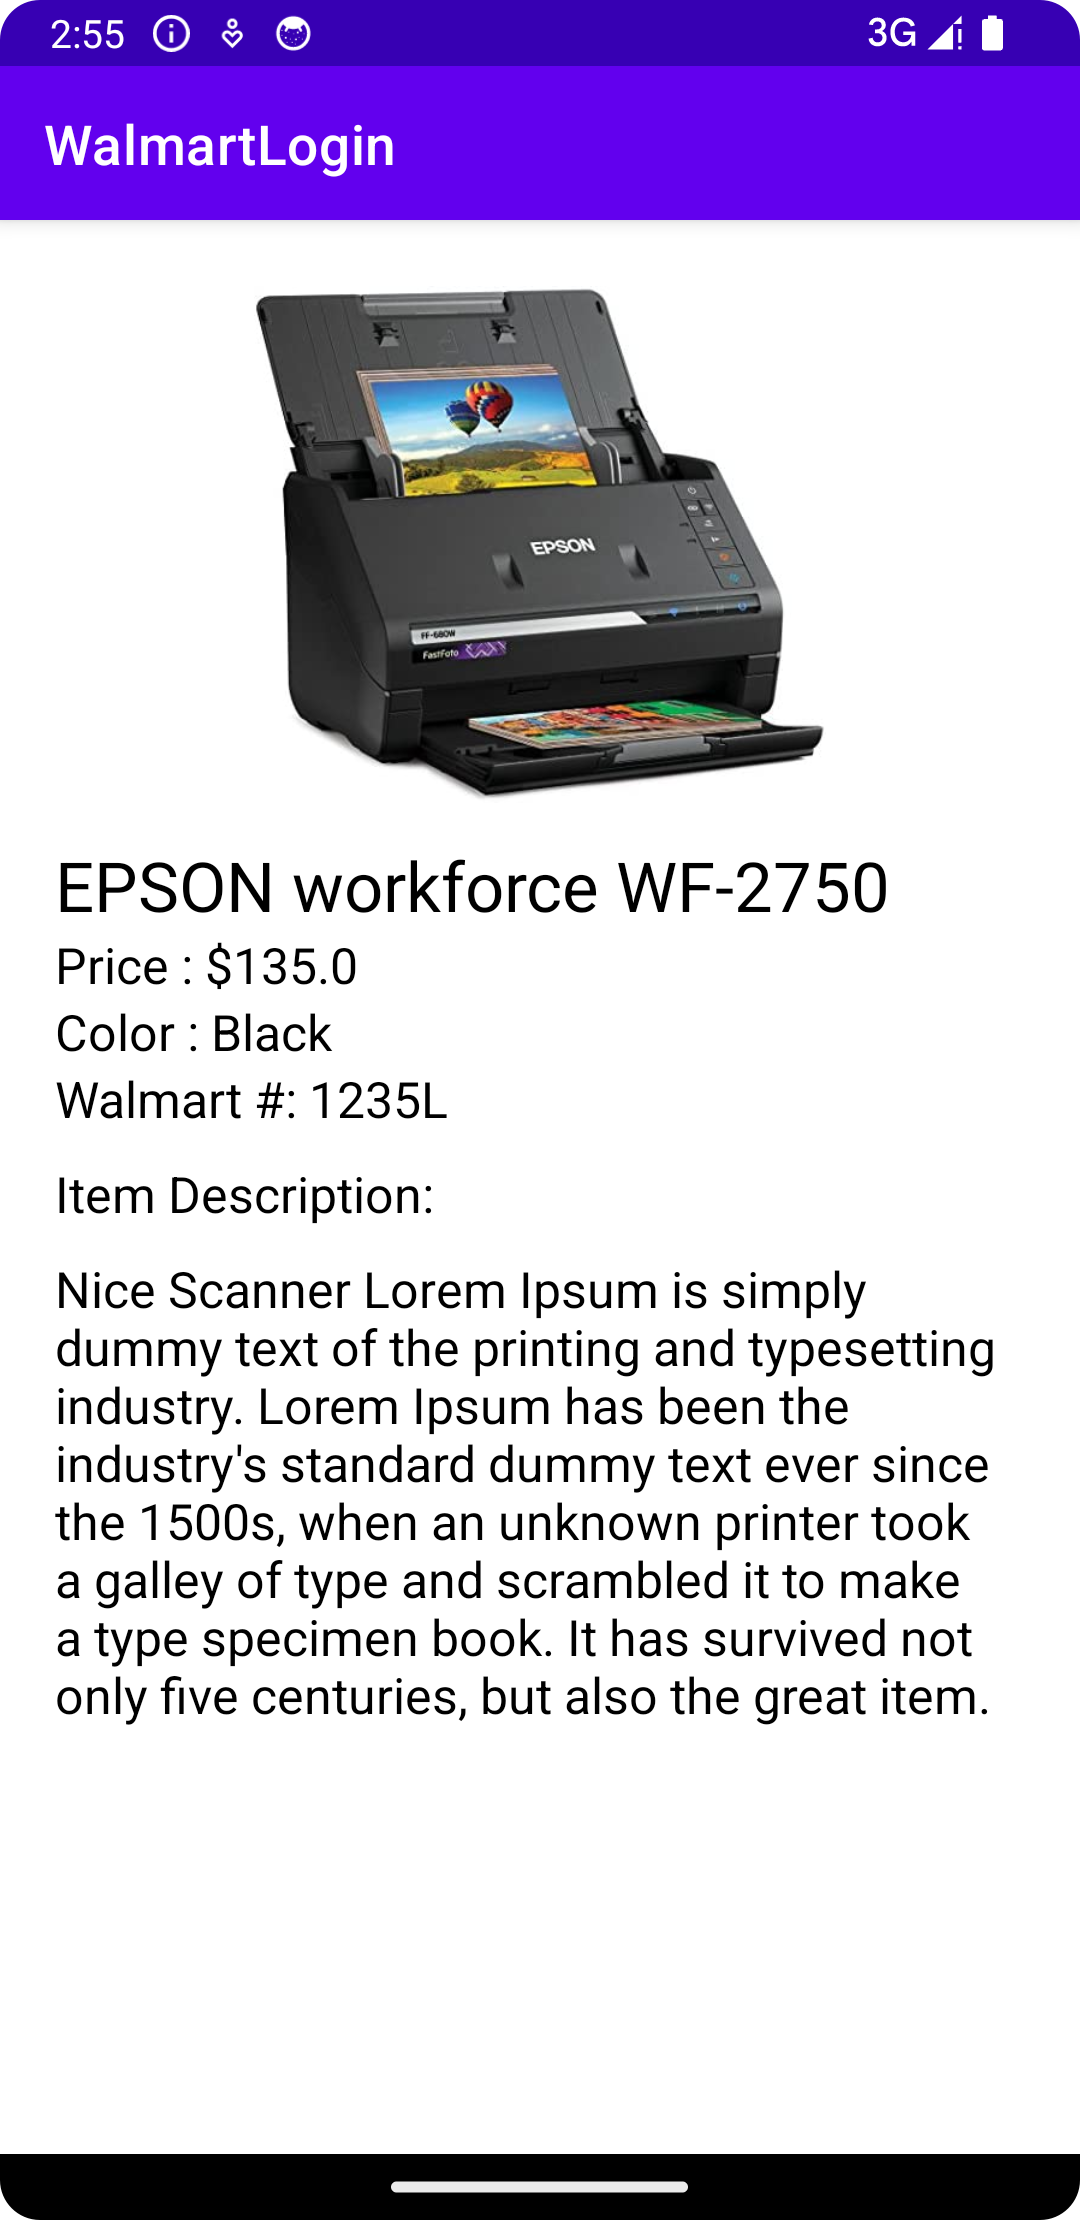 2:55
3G
WalmartLogin
EPSON
FF-680W
FastFoto
EPSON workforce WF-2750
Price : $135.0
Color : Black
Walmart #: 1235L
Item Description:
Nice Scanner Lorem Ipsum is simply
dummy text of the printing and typesetting
industry. Lorem Ipsum has been the
industry's standard dummy text ever since
the 1500s, when an unknown printer took
a galley of type and scrambled it to make
a type specimen book. It has survived not
only five centuries, but also the great item.